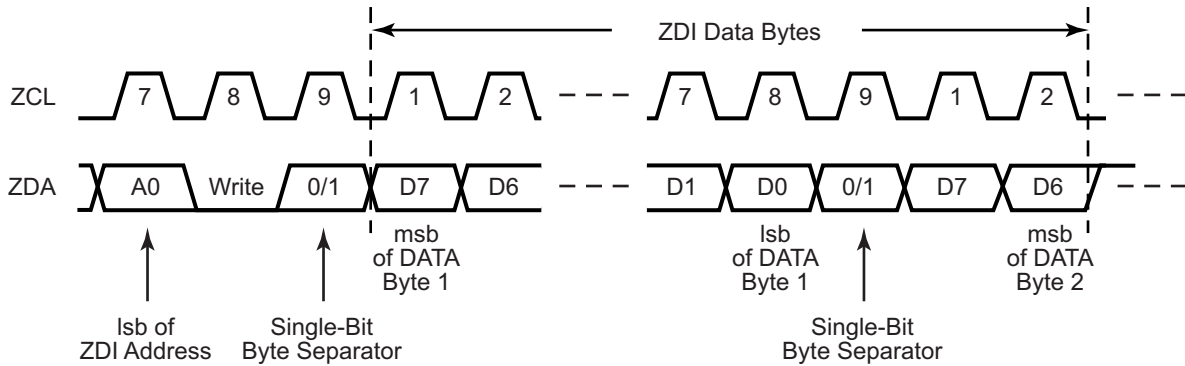 ZDI Data Bytes
ZCL 7 8 9 1 2 7 8 9 1 2
ZDA A0 Write 0/1 D7 D6 D1 D0 0/1 D7 D6
msb
of DATA
Byte 1
lsb
of DATA
Byte 1
msb
of DATA
Byte 2
lsb of
ZDI Address
Single-Bit
Byte Separator
Single-Bit
Byte Separator